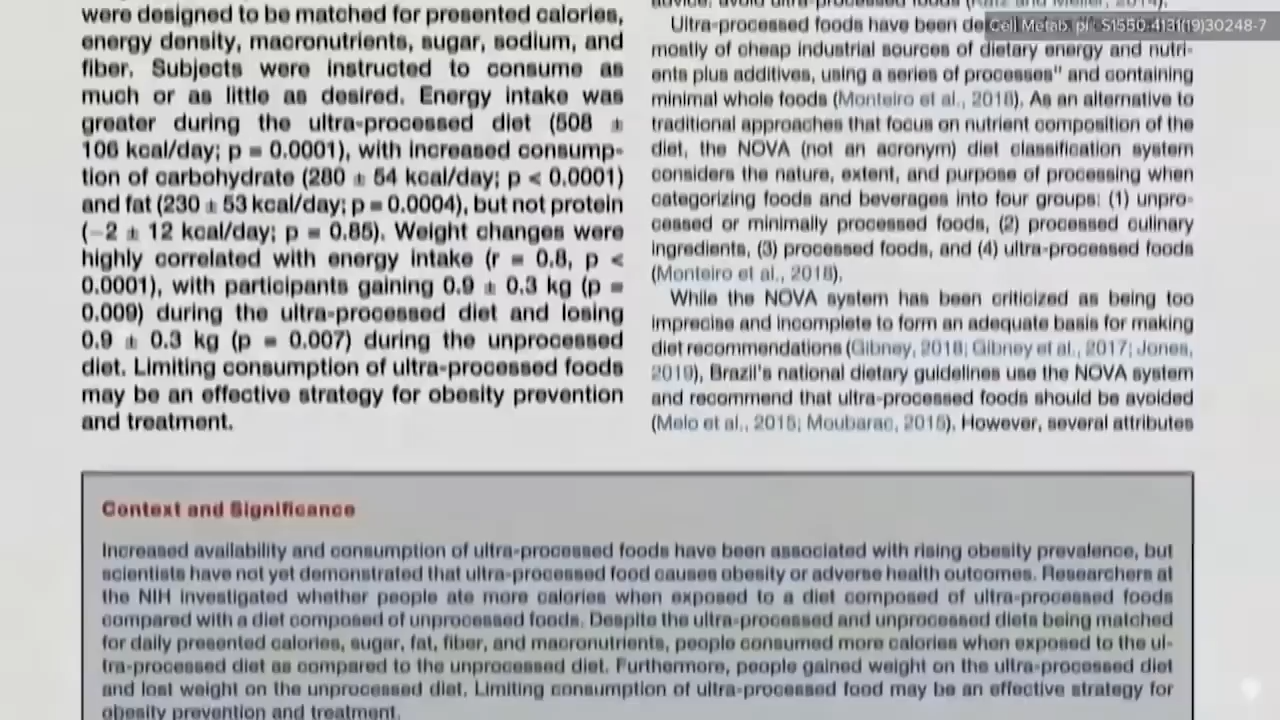 were designed to be matched for presented calories,
energy density, macronutrients, sugar, sodium, and
fiber. Subjects were instructed to consume as
much or as little as desired. Energy intake was
greater during the ultra-processed diet (508 ±
106 kcal/day; p = 0.0001), with increased consump-
tion of carbohydrate (280 ± 54 kcal/day; p < 0.0001)
and fat (230 ± 53 kcal/day; p = 0.0004), but not protein
(−2 ± 12 kcal/day; p = 0.85). Weight changes were
highly correlated with energy intake (r = 0.8, p <
0.0001), with participants gaining 0.9 ± 0.3 kg (p =
0.009) during the ultra-processed diet and losing
0.9 ± 0.3 kg (p = 0.007) during the unprocessed
diet. Limiting consumption of ultra-processed foods
may be an effective strategy for obesity prevention
and treatment.
Cell Metab. pii: S1550-4131(19)30248-7
Ultra-processed foods have been
mostly of cheap industrial sources of dietary energy and nutri-
ents plus additives, using a series of processes" and containing
minimal whole foods (Monteiro et al., 2018). As an alternative to
traditional approaches that focus on nutrient composition of the
diet, the NOVA (not an acronym) diet classification system
considers the nature, extent, and purpose of processing when
categorizing foods and beverages into four groups: (1) unpro-
cessed or minimally processed foods, (2) processed culinary
ingredients, (3) processed foods, and (4) ultra-processed foods
(Monteiro et al., 2018).
While the NOVA system has been criticized as being too
imprecise and incomplete to form an adequate basis for making
diet recommendations (Gibney, 2018; Gibney et al., 2017; Jones,
2019), Brazil's national dietary guidelines use the NOVA system
and recommend that ultra-processed foods should be avoided
(Melo et al., 2015; Moubarac, 2015). However, several attributes
Context and Significance
Increased availability and consumption of ultra-processed foods have been associated with rising obesity prevalence, but
scientists have not yet demonstrated that ultra-processed food causes obesity or adverse health outcomes. Researchers at
the NIH investigated whether people ate more calories when exposed to a diet composed of ultra-processed foods
compared with a diet composed of unprocessed foods. Despite the ultra-processed and unprocessed diets being matched
for daily presented calories, sugar, fat, fiber, and macronutrients, people consumed more calories when exposed to the ul-
tra-processed diet as compared to the unprocessed diet. Furthermore, people gained weight on the ultra-processed diet
and lost weight on the unprocessed diet. Limiting consumption of ultra-processed food may be an effective strategy for
obesity prevention and treatment.